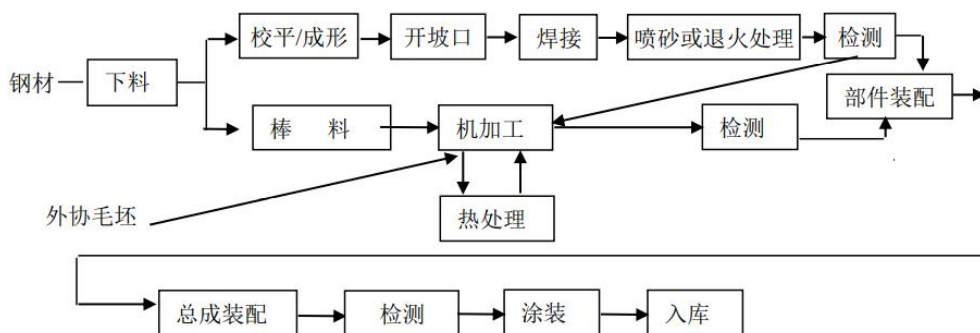 校平/成形
开坡口
焊接
喷砂或退火处理
检测
钢材
下料
部件装配
棒 料
机加工
检测
外协毛坯
热处理
总成装配
检测
涂装
入库